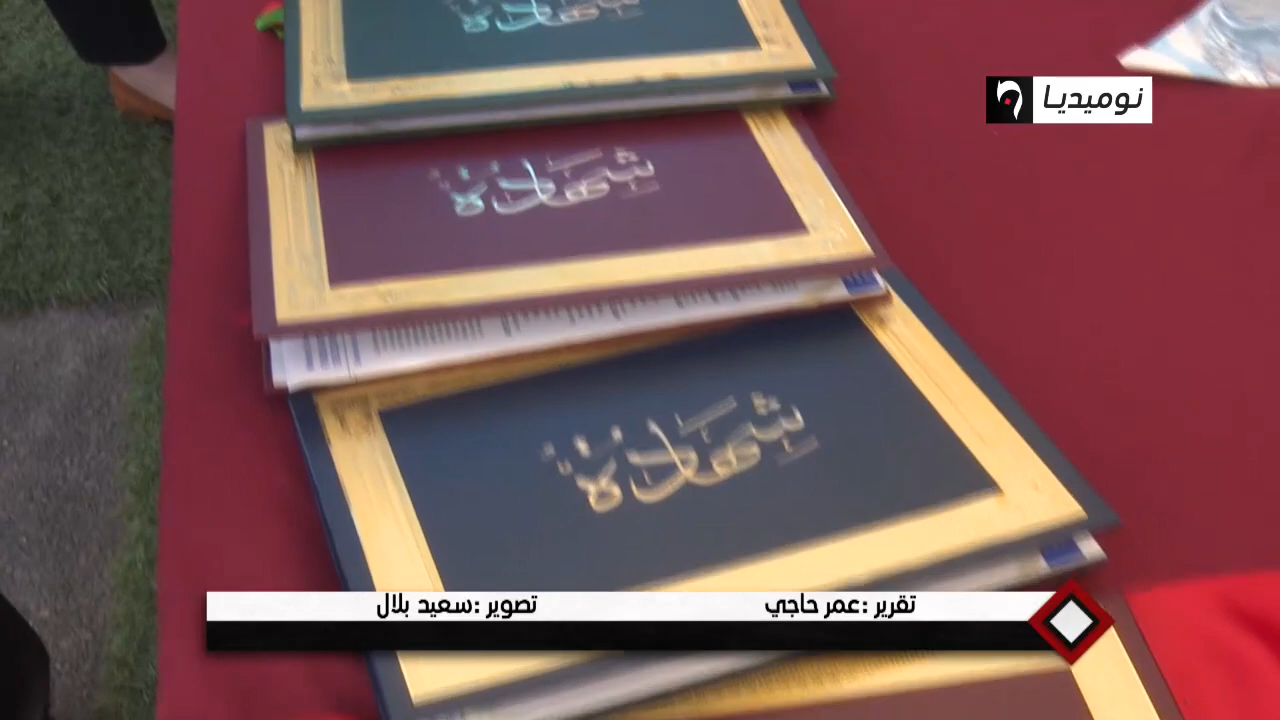 شهادة
نوميديا
شهادة
شهادة
تقرير :عمر حاجي
تصوير :سعيد بلال